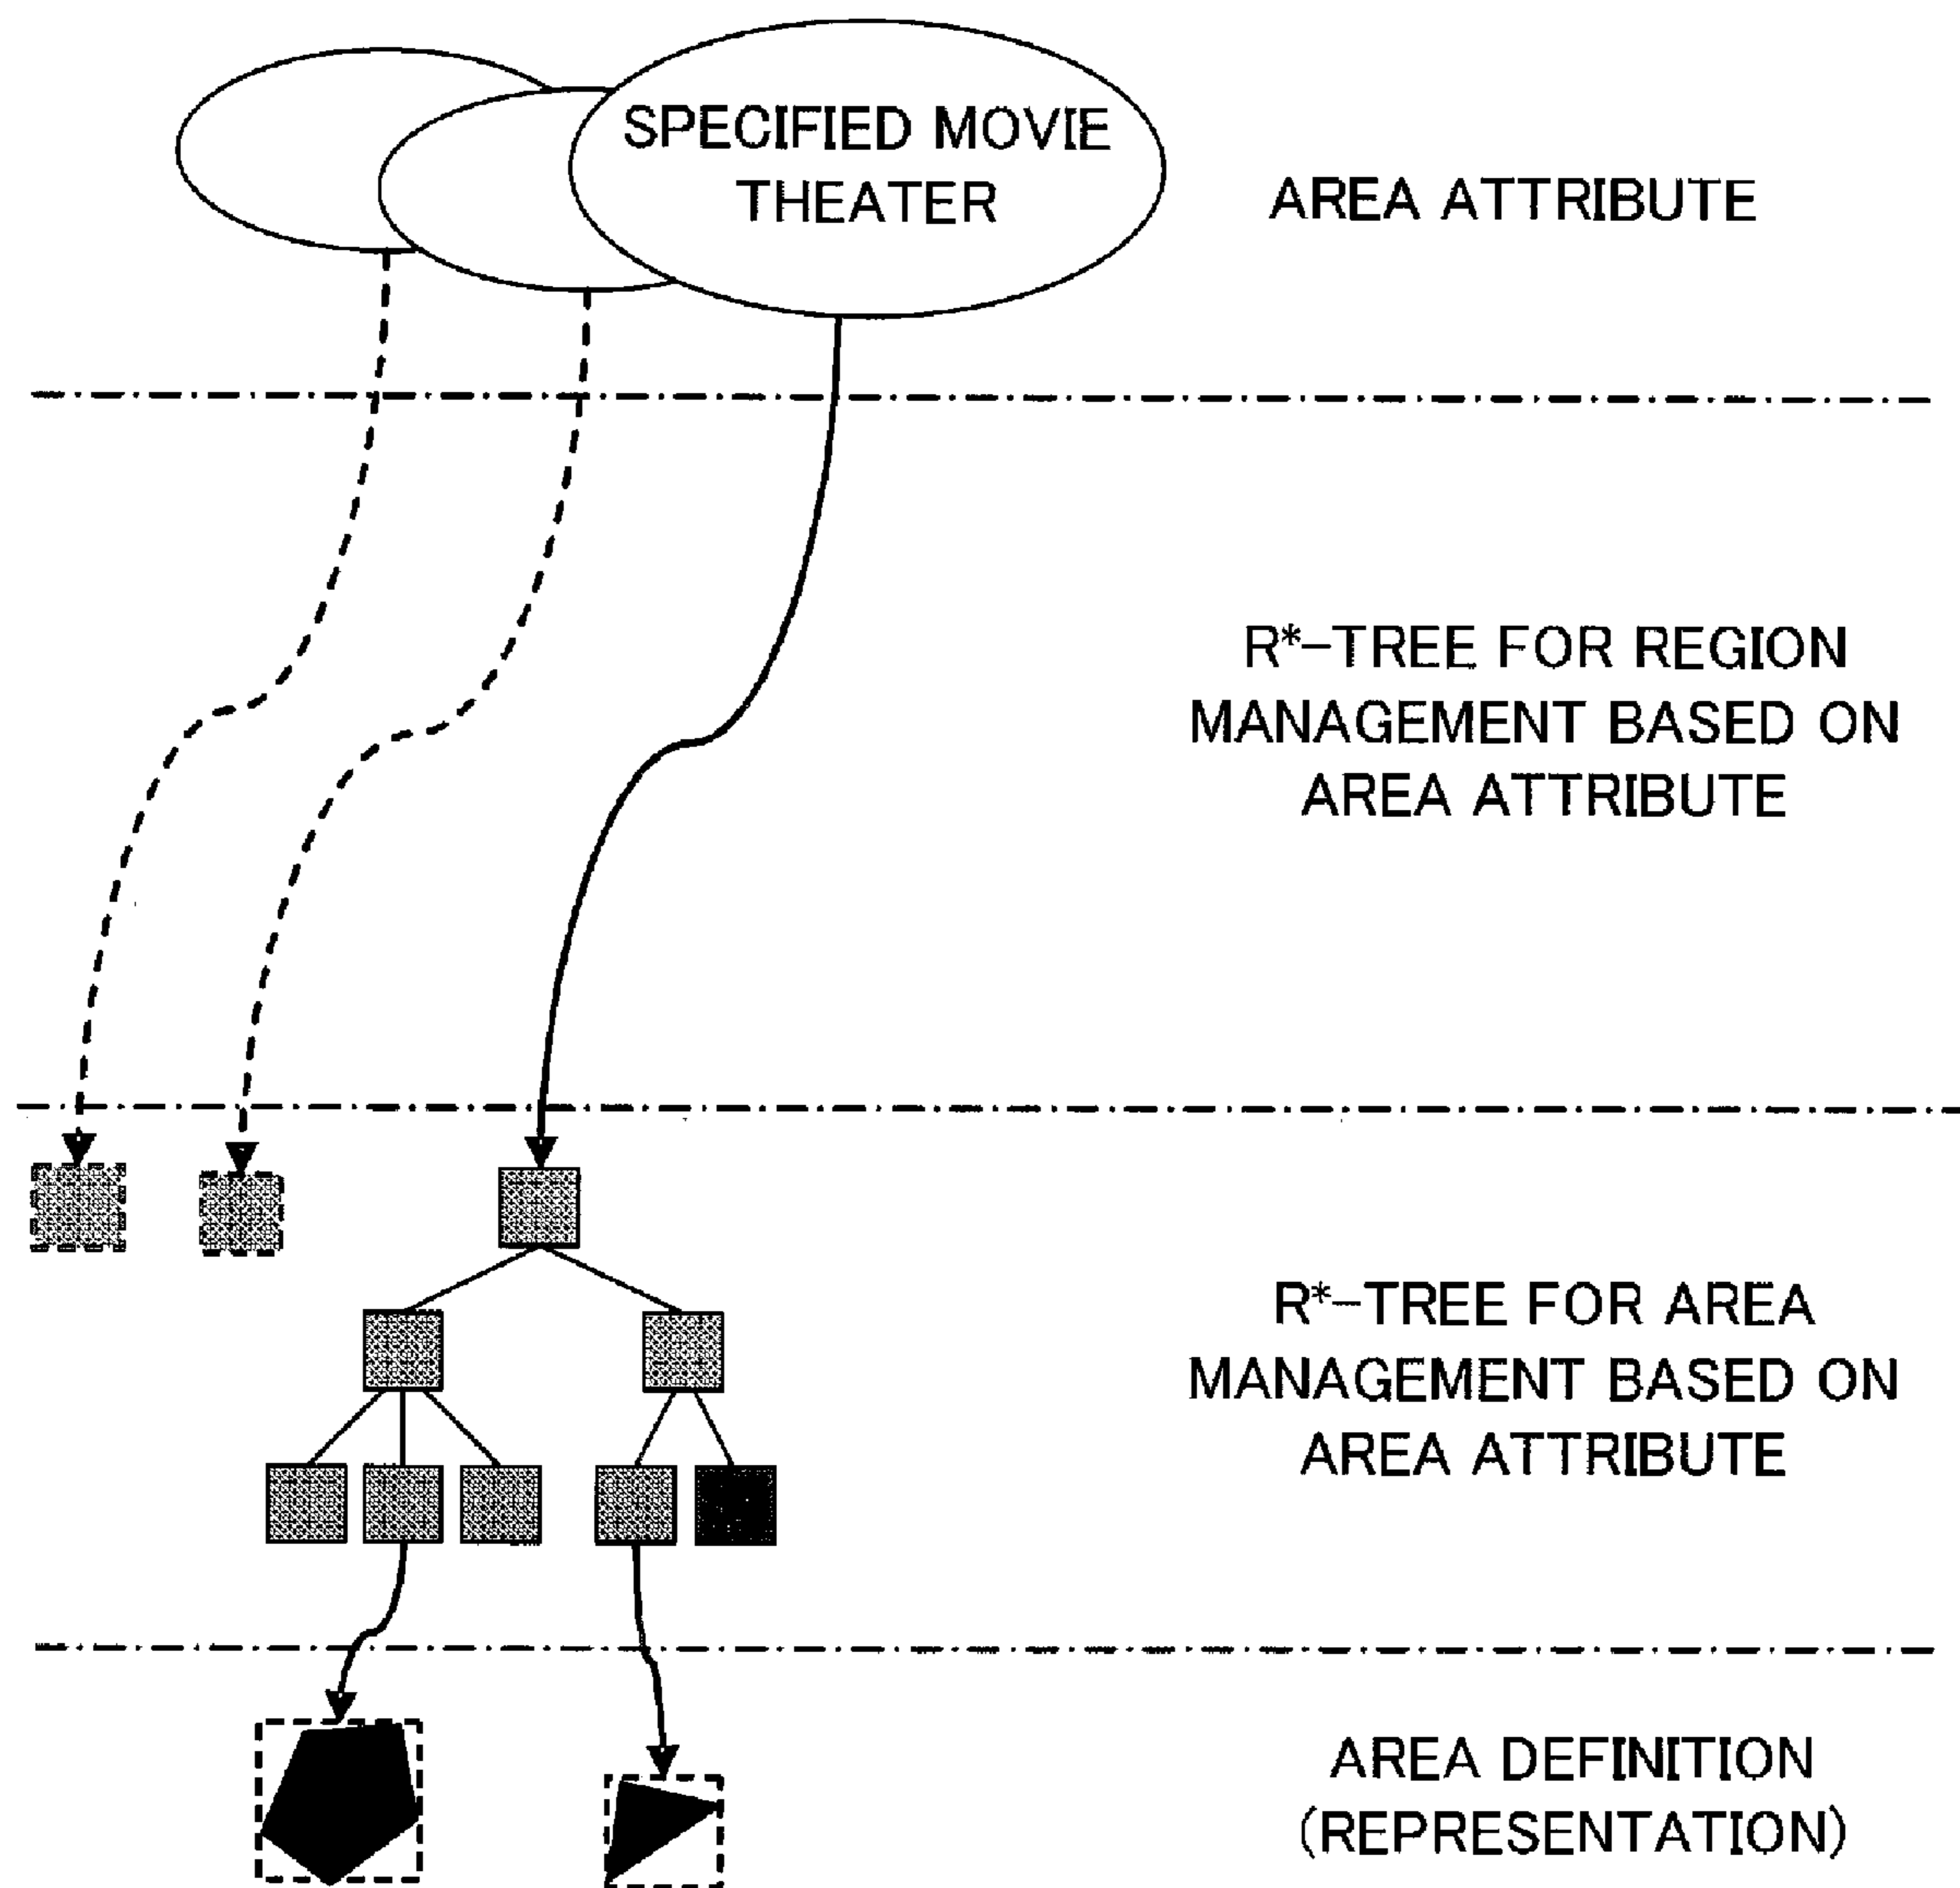 SPECIFIED MOVIE
THEATER
AREA ATTRIBUTE
R*-TREE FOR REGION
MANAGEMENT BASED ON
AREA ATTRIBUTE
R*-TREE FOR AREA
MANAGEMENT BASED ON
AREA ATTRIBUTE
AREA DEFINITION
(REPRESENTATION)